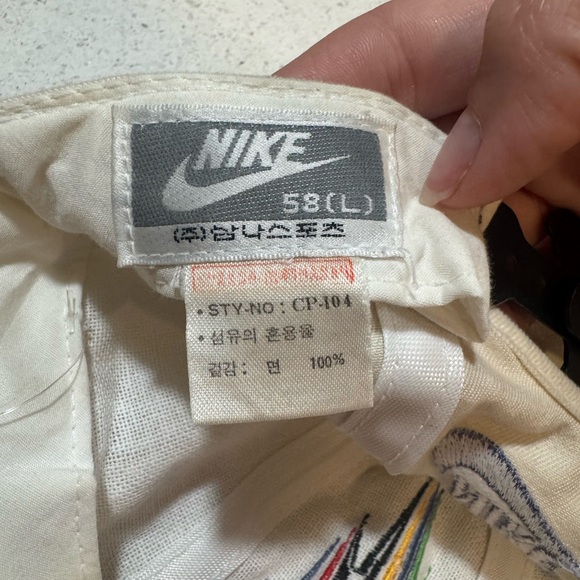 NIKE
58(L)
(주)삼나스포츠
• STY-NO : CP-104
• 섬유의 혼용율
겉감 : 면 100%